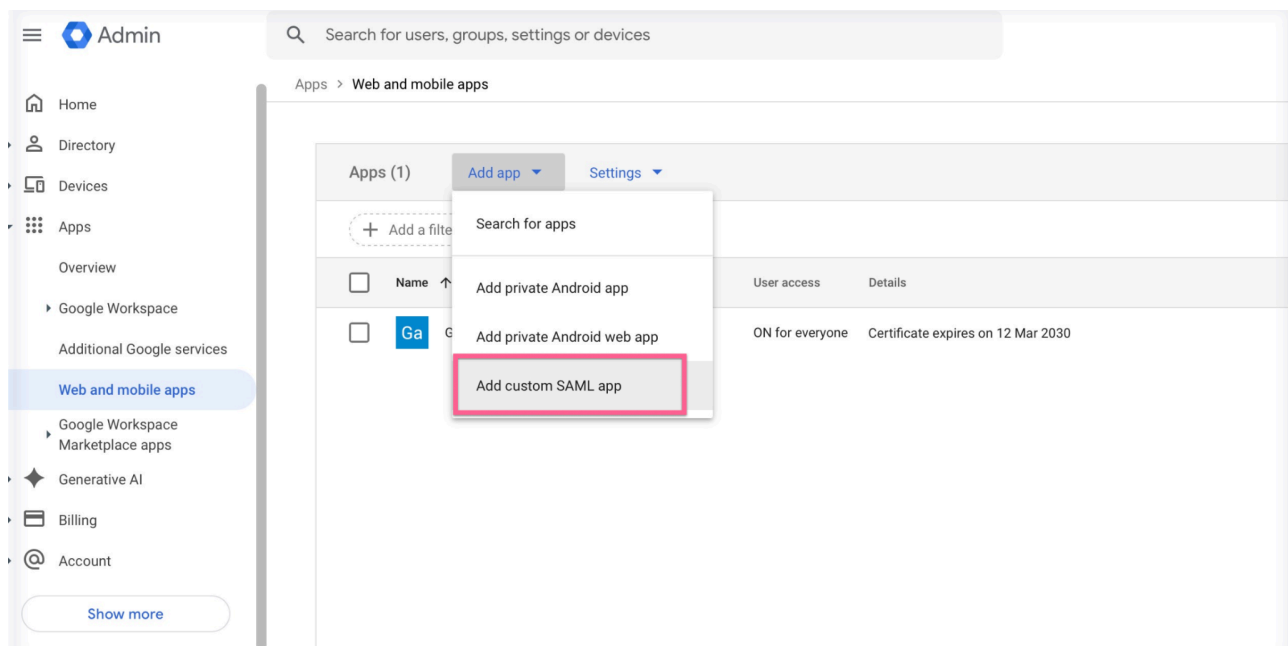 Admin
Search for users, groups, settings or devices
Apps > Web and mobile apps
Home
Directory
Devices
Apps
Overview
Google Workspace
Additional Google services
Web and mobile apps
Google Workspace
Marketplace apps
Generative AI
Billing
Account
Show more
Apps (1) Add app Settings
Search for apps
Add private Android app
Add private Android web app
Add custom SAML app
Add a filte
Name User access Details
Ga G ON for everyone Certificate expires on 12 Mar 2030